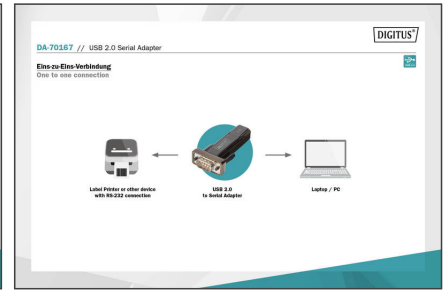 DIGITUS®
DA-70167 // USB 2.0 Serial Adapter
Eins-zu-Eins-Verbindung
One to one connection
Label Printer or other device
with RS-232 connection
USB 2.0
to Serial Adapter
Laptop / PC